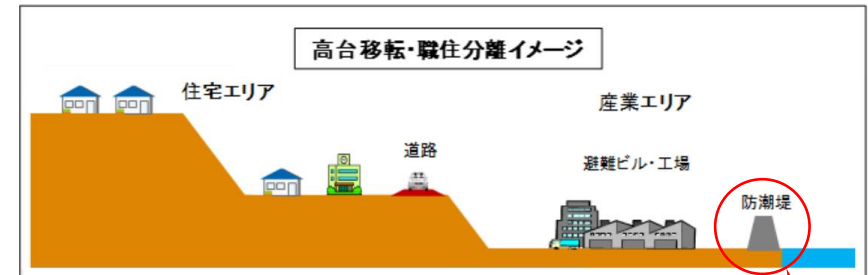 高台移転・職住分離イメージ
住宅エリア
産業エリア
道路
避難ビル・工場
防潮堤